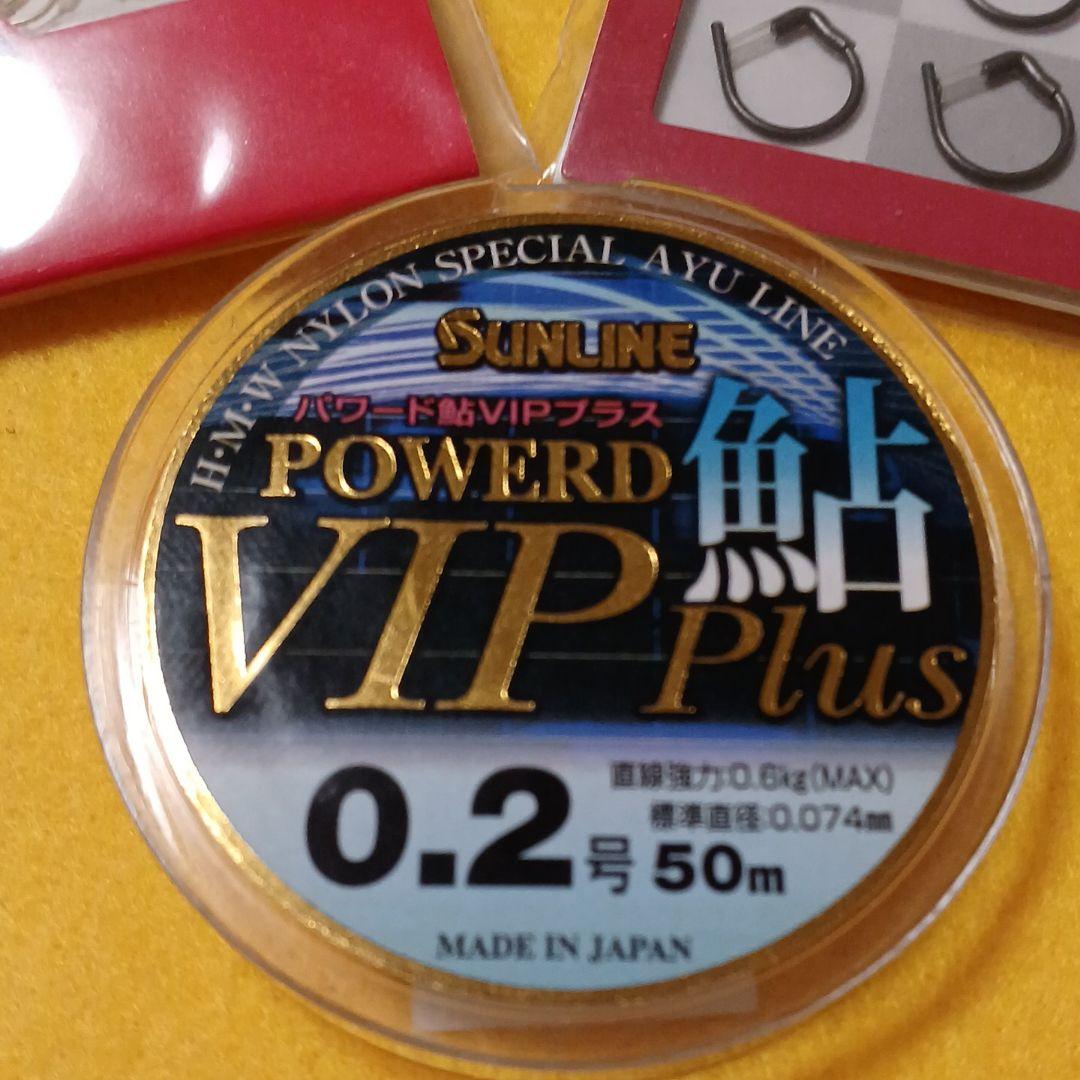 H·M·W NYLON SPECIAL AYU LINE
SUNLINE
パワード鮎VIPプラス
POWERD 鮎
VIP Plus
0.2号 50m
直線強力:0.6kg(MAX)
標準直径:0.074mm
MADE IN JAPAN